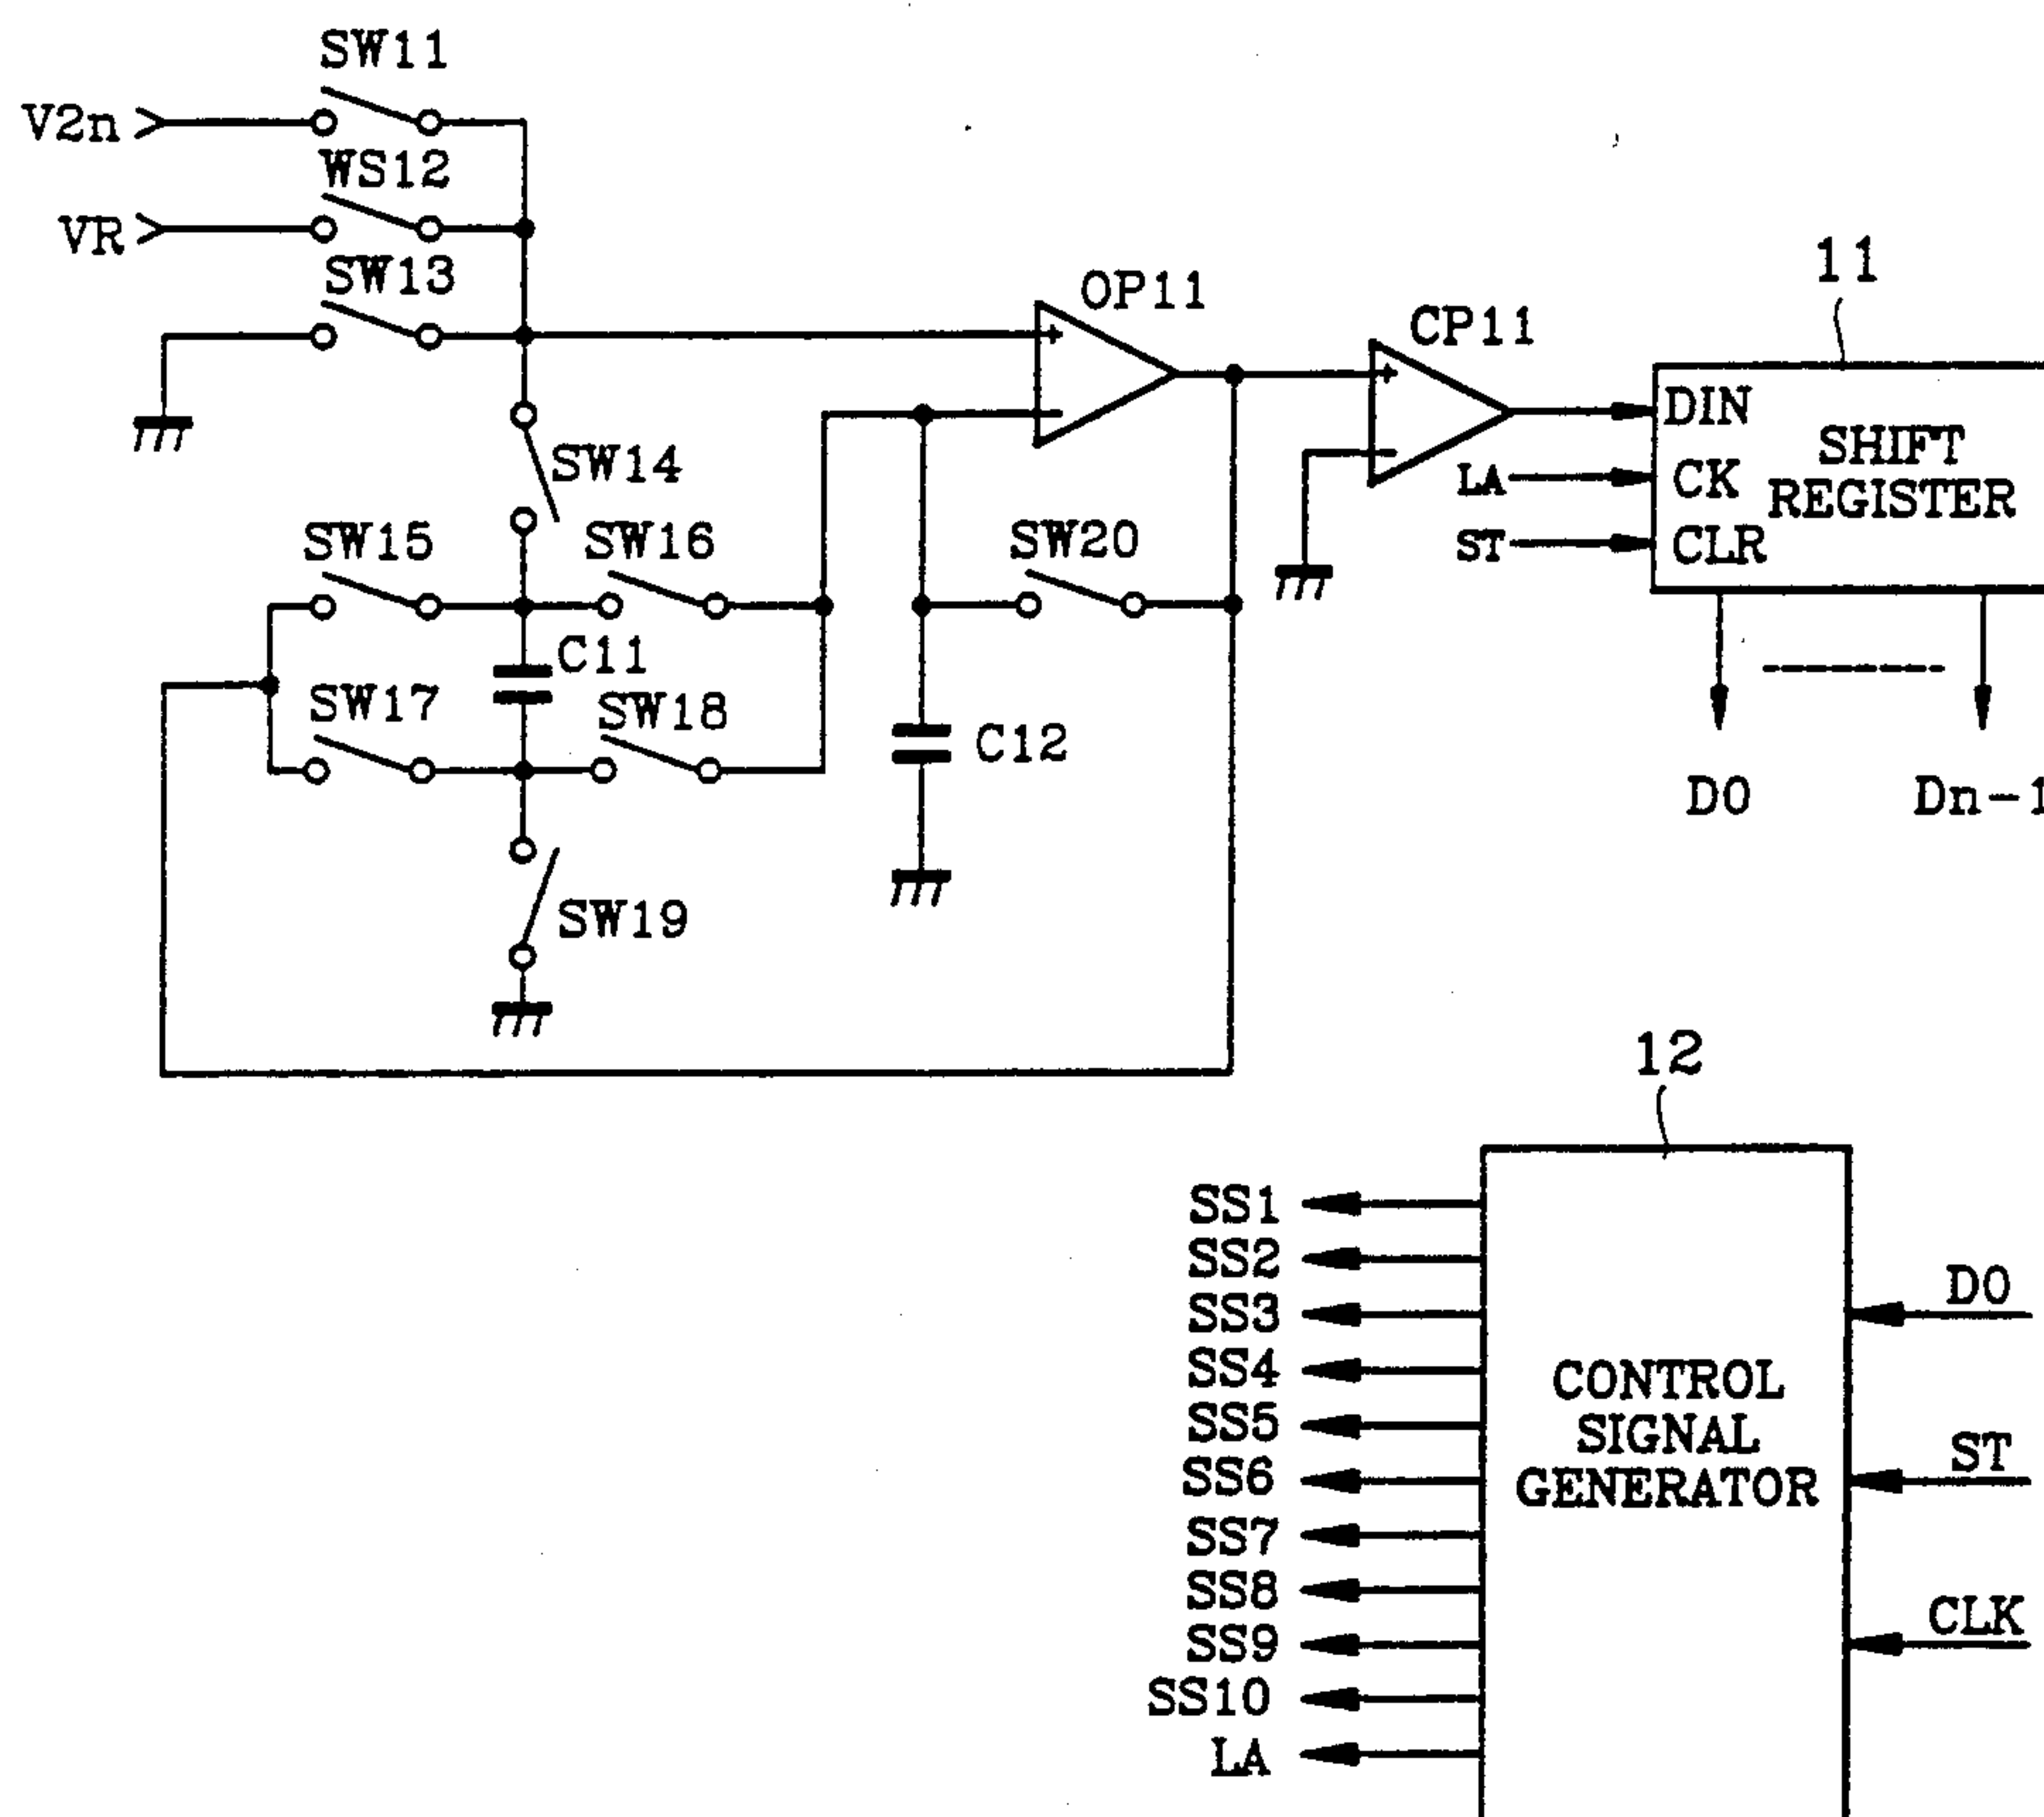 SW11
V2n
WS12
VR
SW13
OP11
CP11
11
+
-
+
-
DIN
SHIFT
REGISTER
LA
CK
ST
CLR
SW14
SW15
SW16
SW20
C11
SW17
SW18
C12
D0
Dn-1
SW19
12
SS1
SS2
SS3
SS4
SS5
SS6
SS7
SS8
SS9
SS10
LA
CONTROL
SIGNAL
GENERATOR
D0
ST
CLK